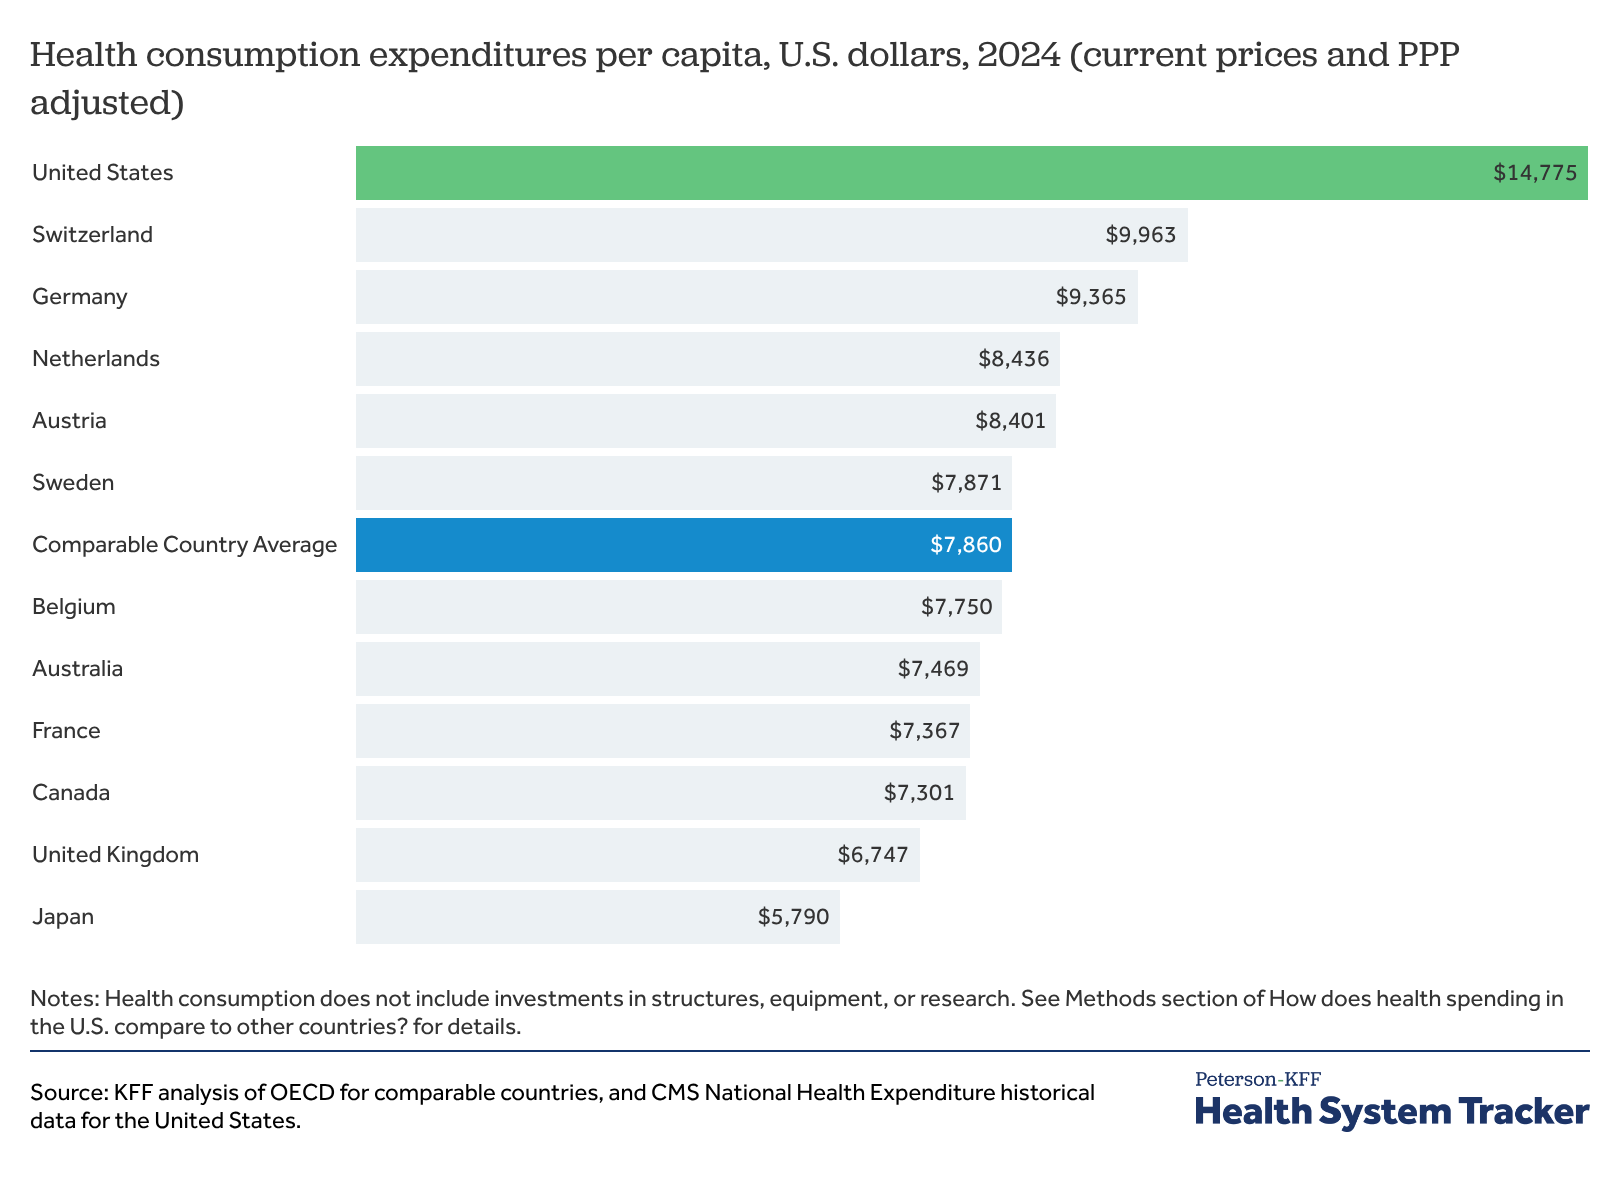 Health consumption expenditures per capita, U.S. dollars, 2024 (current prices and PPP
adjusted)
United States $14,775
Switzerland $9,963
Germany $9,365
Netherlands $8,436
Austria $8,401
Sweden $7,871
Comparable Country Average $7,860
Belgium $7,750
Australia $7,469
France $7,367
Canada $7,301
United Kingdom $6,747
Japan $5,790
Notes: Health consumption does not include investments in structures, equipment, or research. See Methods section of How does health spending in
the U.S. compare to other countries? for details.
Source: KFF analysis of OECD for comparable countries, and CMS National Health Expenditure historical
data for the United States.
Peterson-KFF
Health System Tracker